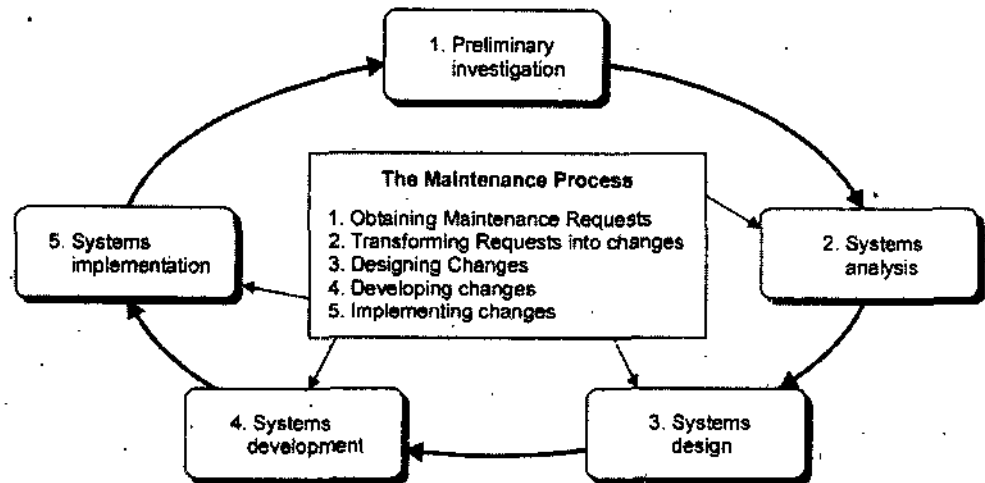 1. Preliminary
investigation
The Maintenance Process
1. Obtaining Maintenance Requests
2. Transforming Requests into changes
3. Designing Changes
4. Developing changes
5. Implementing changes
2. Systems
analysis
3. Systems
design
4. Systems
development
5. Systems
implementation